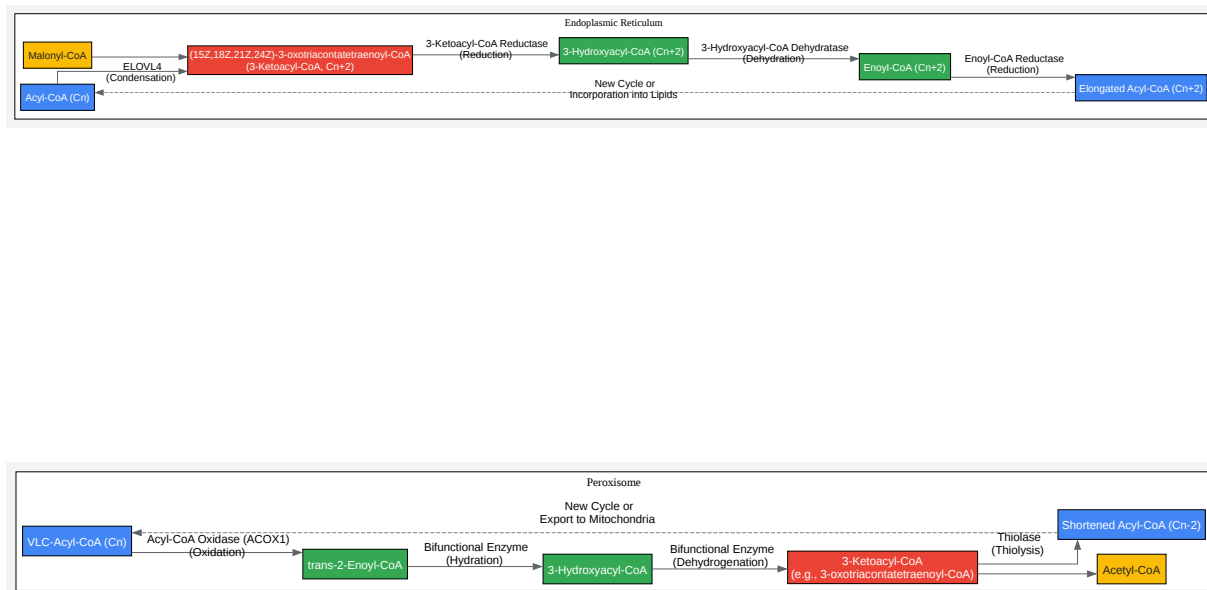 Endoplasmic Reticulum
Malonyl-CoA
ELOVL4
(Condensation)
Acyl-CoA (Cn)
(15Z,18Z,21Z,24Z)-3-oxotriacontatetraenoyl-CoA
(3-Ketoacyl-CoA, Cn+2)
3-Ketoacyl-CoA Reductase
(Reduction)
3-Hydroxyacyl-CoA (Cn+2)
3-Hydroxyacyl-CoA Dehydratase
(Dehydration)
Enoyl-CoA (Cn+2)
Enoyl-CoA Reductase
(Reduction)
Elongated Acyl-CoA (Cn+2)
New Cycle or
Incorporation into Lipids
Peroxisome
New Cycle or
Export to Mitochondria
VLC-Acyl-CoA (Cn)
Acyl-CoA Oxidase (ACOX1)
(Oxidation)
trans-2-Enoyl-CoA
Bifunctional Enzyme
(Hydration)
3-Hydroxyacyl-CoA
Bifunctional Enzyme
(Dehydrogenation)
3-Ketoacyl-CoA
(e.g., 3-oxotriacontatetraenoyl-CoA)
Thiolase
(Thiolysis)
Shortened Acyl-CoA (Cn-2)
Acetyl-CoA